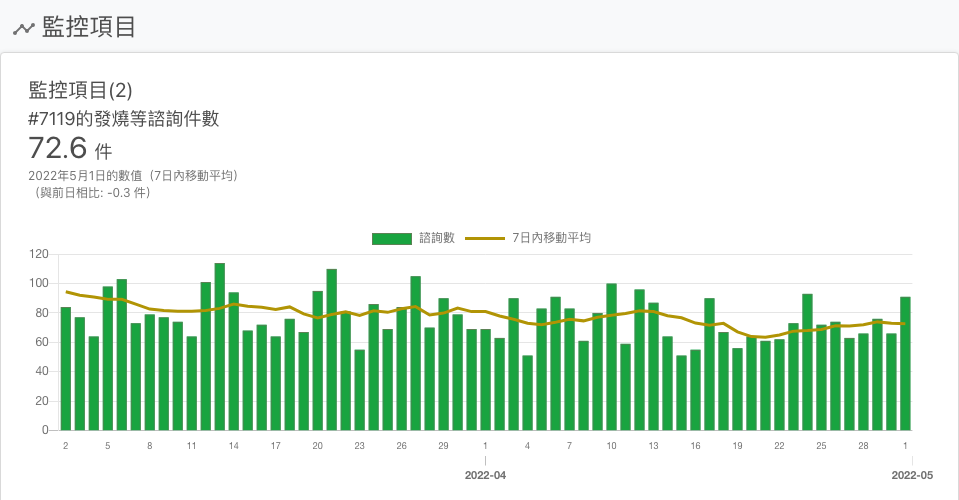 監控項目
監控項目(2)
#7119的發燒等諮詢件數
72.6 件
2022年5月1日的數值（7日內移動平均）
（與前日相比: -0.3 件）
諮詢數 7日內移動平均
120
100
80
60
40
20
0
2 5 8 11 14 17 20 23 26 29 1 4 7 10 13 16 19 22 25 28 1
2022-04 2022-05